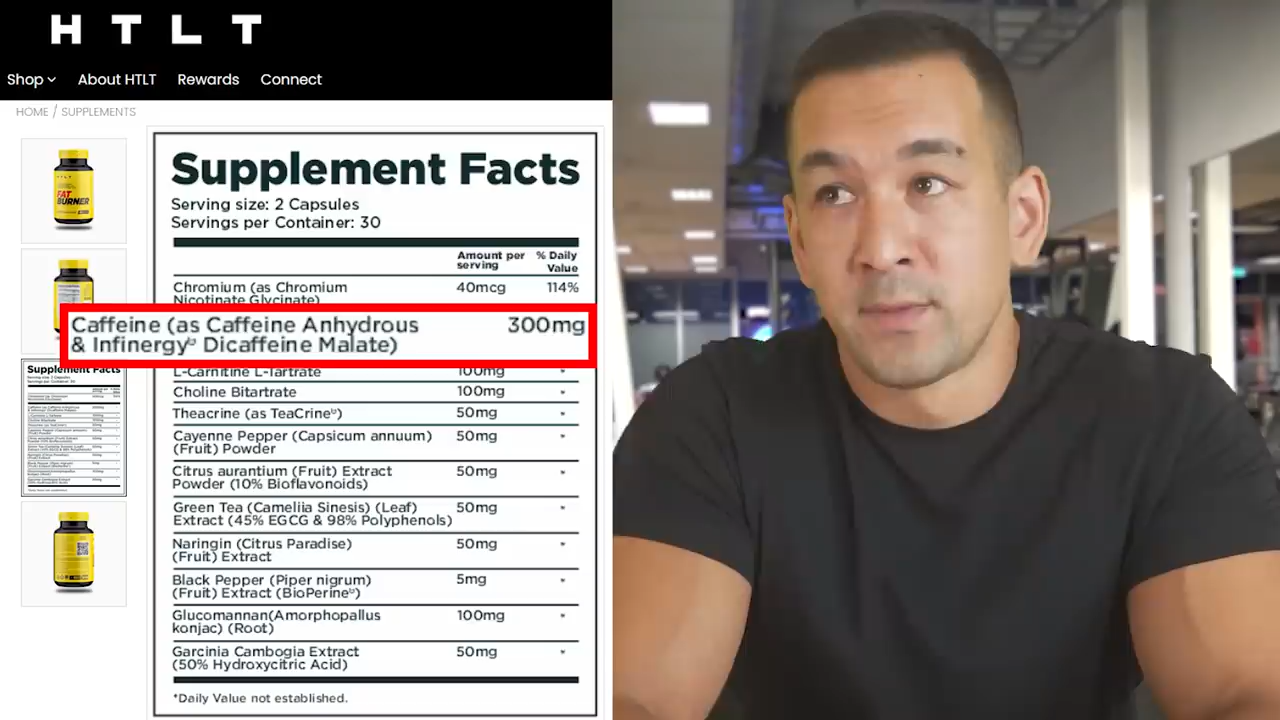 HTLT
Shop
About HTLT
Rewards
Connect
HOME / SUPPLEMENTS
HTLT
FAT
BURNER
Supplement Facts
Serving size: 2 Capsules
Servings per Container: 30
Amount per serving
% Daily Value
Chromium (as Chromium 40mcg 114%
Nicotinate Glycinate)
Caffeine (as Caffeine Anhydrous 300mg
& Infinergy Dicaffeine Malate)
L-Carnitine L-Tartrate 100mg *
Choline Bitartrate 100mg *
Theacrine (as TeaCrine) 50mg *
Cayenne Pepper (Capsicum annuum) 50mg *
(Fruit) Powder
Citrus aurantium (Fruit) Extract 50mg *
Powder (10% Bioflavonoids)
Green Tea (Camellia Sinesis) (Leaf) 50mg *
Extract (45% EGCG & 98% Polyphenols)
Naringin (Citrus Paradise) 50mg *
(Fruit) Extract
Black Pepper (Piper nigrum) 5mg *
(Fruit) Extract (BioPerine)
Glucomannan(Amorphopallus 100mg *
konjac) (Root)
Garcinia Cambogia Extract 50mg *
(50% Hydroxycitric Acid)
*Daily Value not established.
Supplement Facts